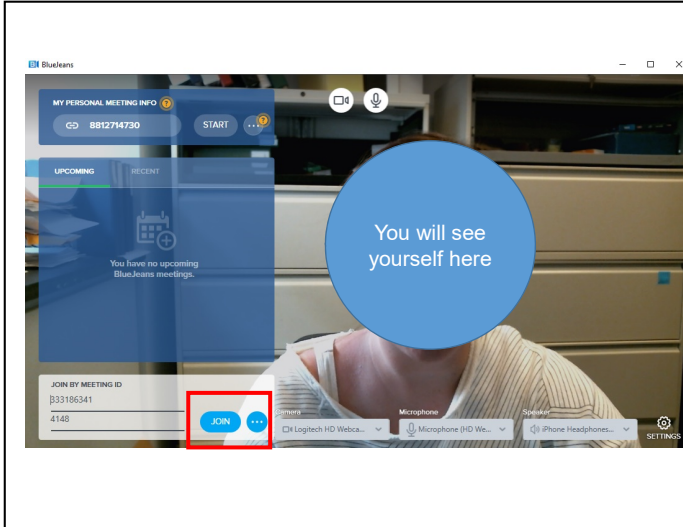 BlueJeans
MY PERSONAL MEETING INFO ?
8812714730
START
...
?
UPCOMING
RECENT
You have no upcoming
BlueJeans meetings.
You will see
yourself here
JOIN BY MEETING ID
333186341
4148
JOIN
...
Camera
Logitech HD Webca...
Microphone
Microphone (HD We...
Speaker
iPhone Headphones...
SETTINGS